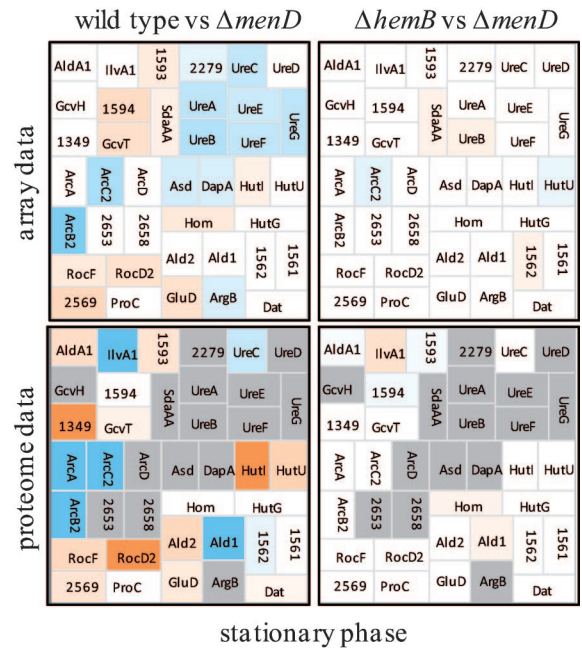 wild type vs ΔmenD
ΔhemB vs ΔmenD
array data
AldA1 IlvA1 1593 2279 UreC UreD
GcvH 1594 SdaAA UreA UreE UreG
1349 GcvT UreB UreF
ArcA ArcC2 ArcD Asd DapA HutI HutU
ArcB2 2653 2658 Hom HutG
RocF RocD2 Ald2 Ald1 1562 1561
2569 ProC GluD ArgB Dat
AldA1 IlvA1 1593 2279 UreC UreD
GcvH 1594 SdaAA UreA UreE UreG
1349 GcvT UreB UreF
ArcA ArcC2 ArcD Asd DapA HutI HutU
ArcB2 2653 2658 Hom HutG
RocF RocD2 Ald2 Ald1 1562 1561
2569 ProC GluD ArgB Dat
proteome data
AldA1 IlvA1 1593 2279 UreC UreD
GcvH 1594 SdaAA UreA UreE UreG
1349 GcvT UreB UreF
ArcA ArcC2 ArcD Asd DapA HutI HutU
ArcB2 2653 2658 Hom HutG
RocF RocD2 Ald2 Ald1 1562 1561
2569 ProC GluD ArgB Dat
AldA1 IlvA1 1593 2279 UreC UreD
GcvH 1594 SdaAA UreA UreE UreG
1349 GcvT UreB UreF
ArcA ArcC2 ArcD Asd DapA HutI HutU
ArcB2 2653 2658 Hom HutG
RocF RocD2 Ald2 Ald1 1562 1561
2569 ProC GluD ArgB Dat
stationary phase